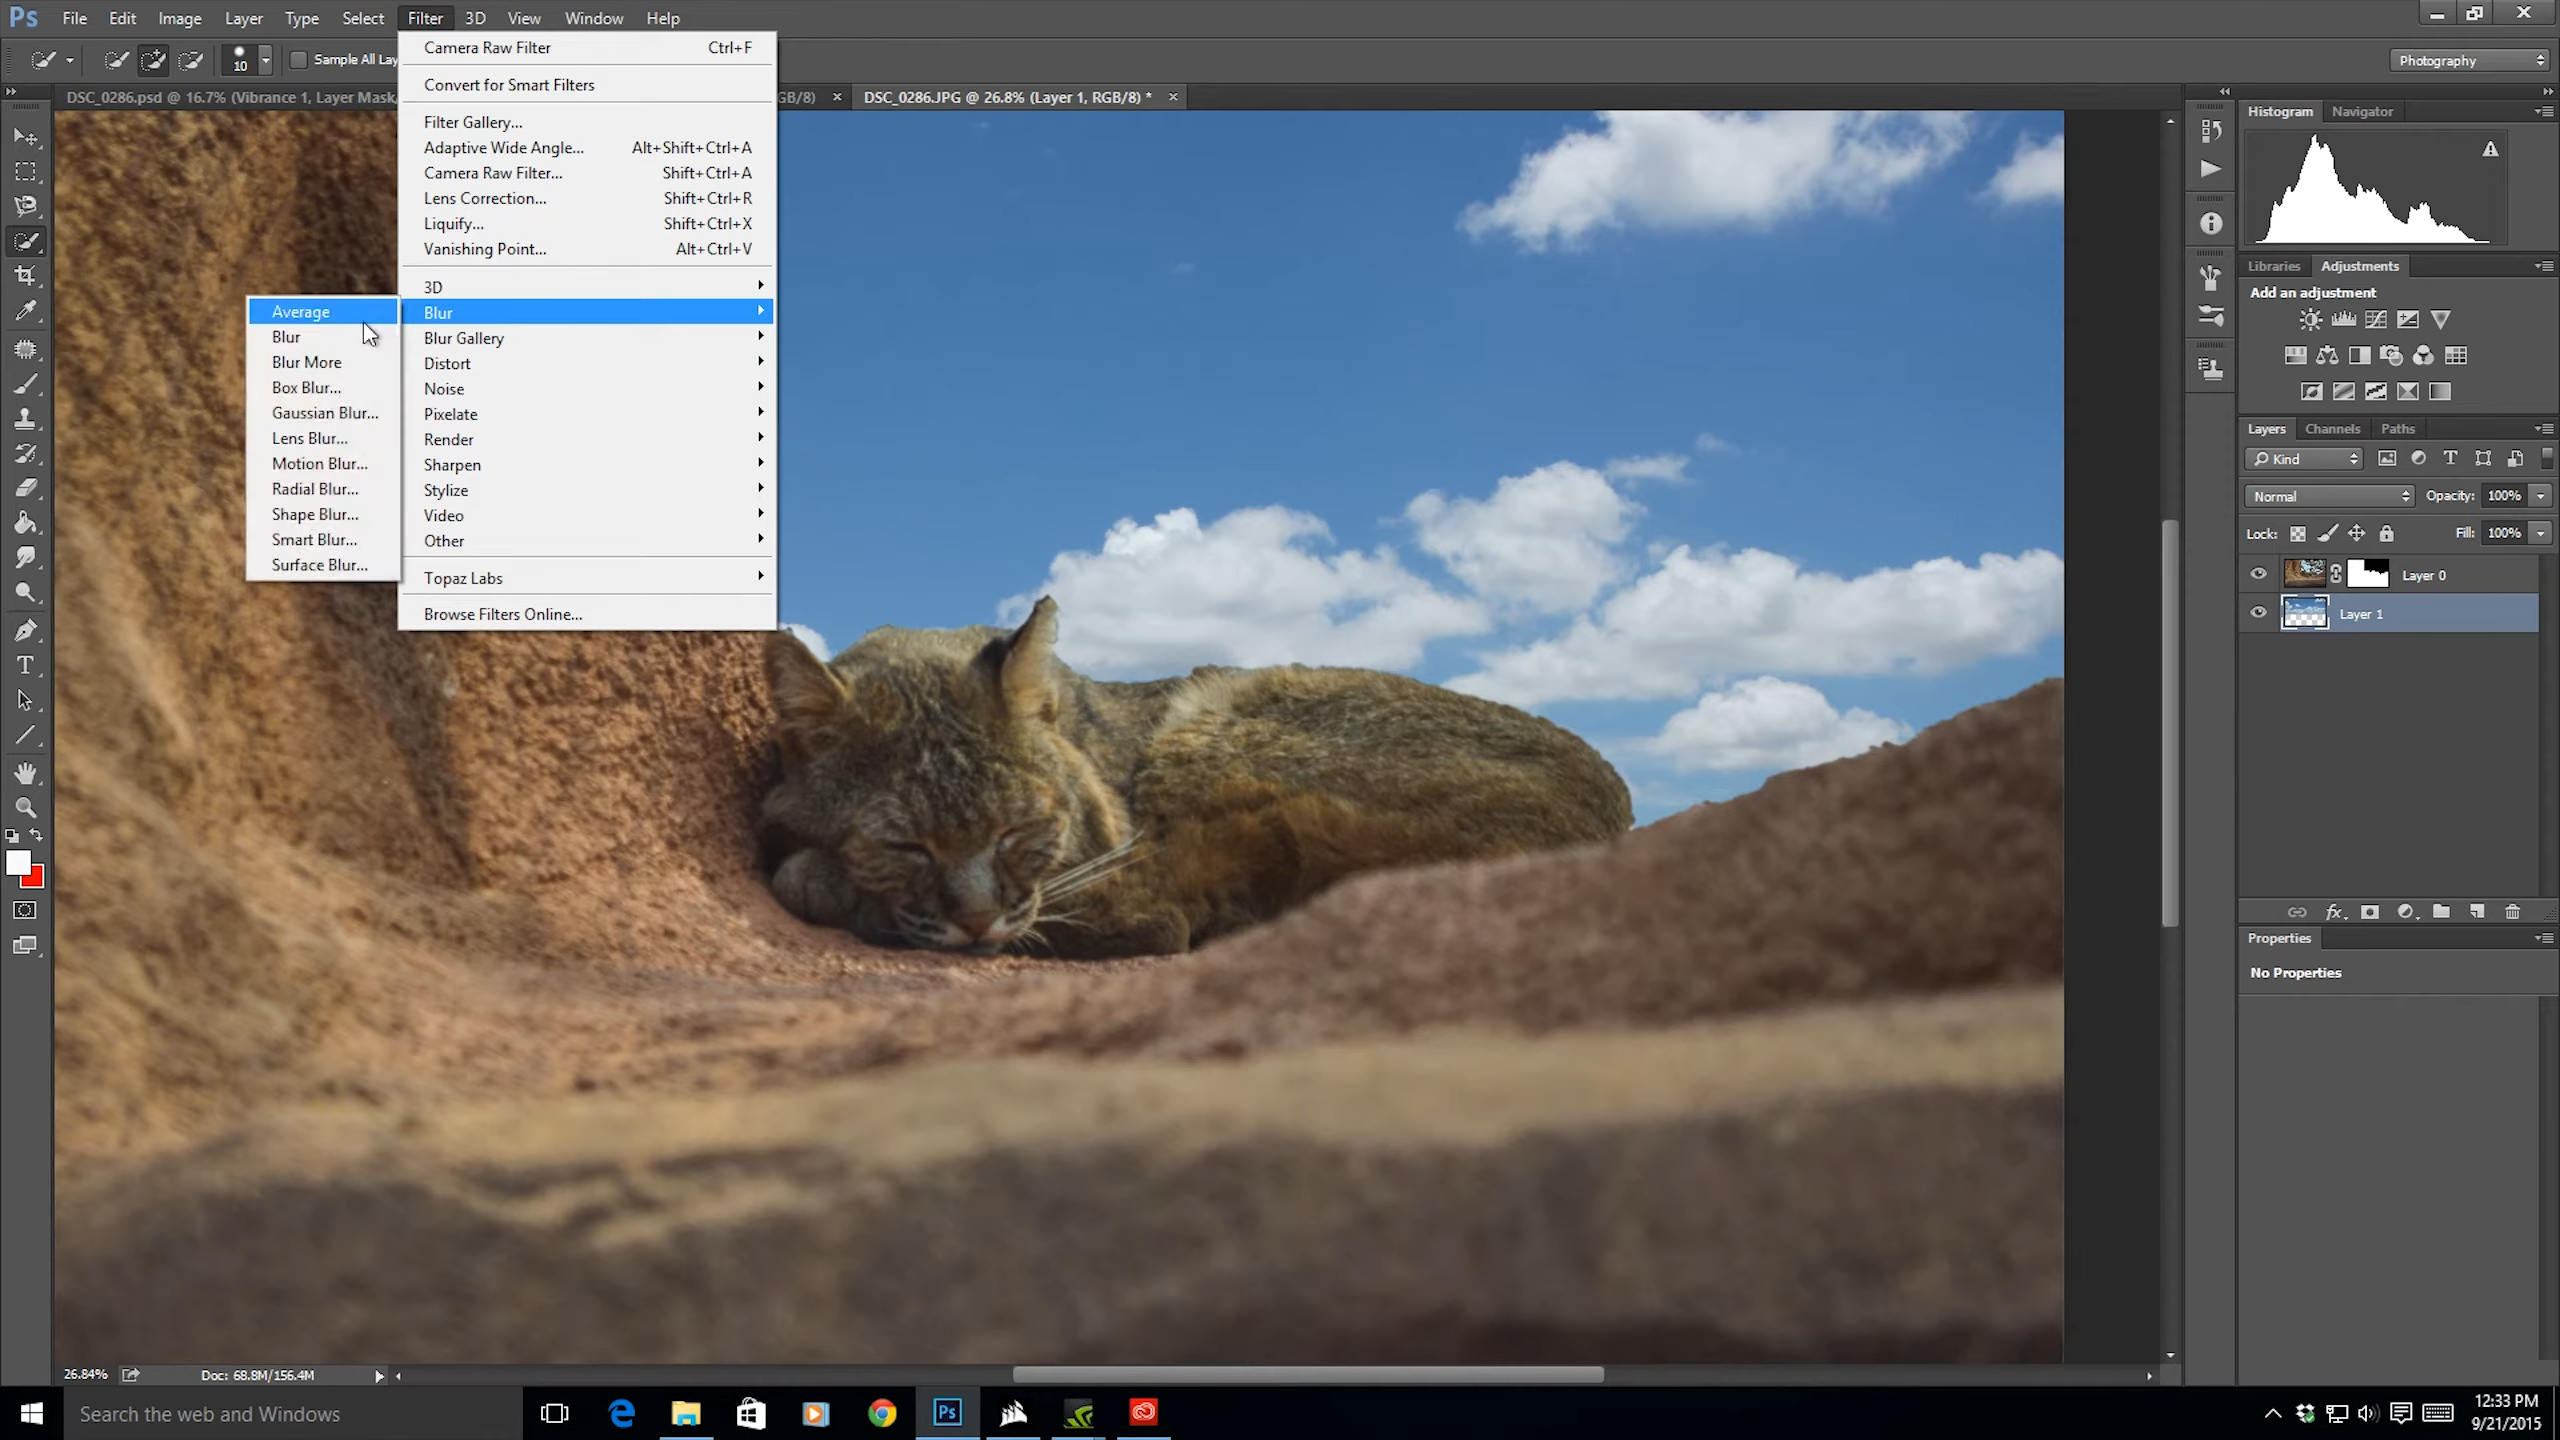 Ps File Edit Image Layer Type Select Filter 3D View Window Help
10 Sample All Lay
Photography
DSC_0286.psd @ 16.7% (Vibrance 1, Layer Mask/
GB/8) ×
DSC_0286.JPG @ 26.8% (Layer 1, RGB/8) * ×
Camera Raw Filter Ctrl+F
Convert for Smart Filters
Filter Gallery...
Adaptive Wide Angle... Alt+Shift+Ctrl+A
Camera Raw Filter... Shift+Ctrl+A
Lens Correction... Shift+Ctrl+R
Liquify... Shift+Ctrl+X
Vanishing Point... Alt+Ctrl+V
3D
Blur
Blur Gallery
Distort
Noise
Pixelate
Render
Sharpen
Stylize
Video
Other
Topaz Labs
Browse Filters Online...
Average
Blur
Blur More
Box Blur...
Gaussian Blur...
Lens Blur...
Motion Blur...
Radial Blur...
Shape Blur...
Smart Blur...
Surface Blur...
Histogram Navigator
Libraries Adjustments
Add an adjustment
Layers Channels Paths
Kind
Normal Opacity: 100%
Lock: Fill: 100%
Layer 0
Layer 1
fx
Properties
No Properties
26.84% Doc: 68.8M/156.4M
Search the web and Windows
Ps
12:33 PM
9/21/2015